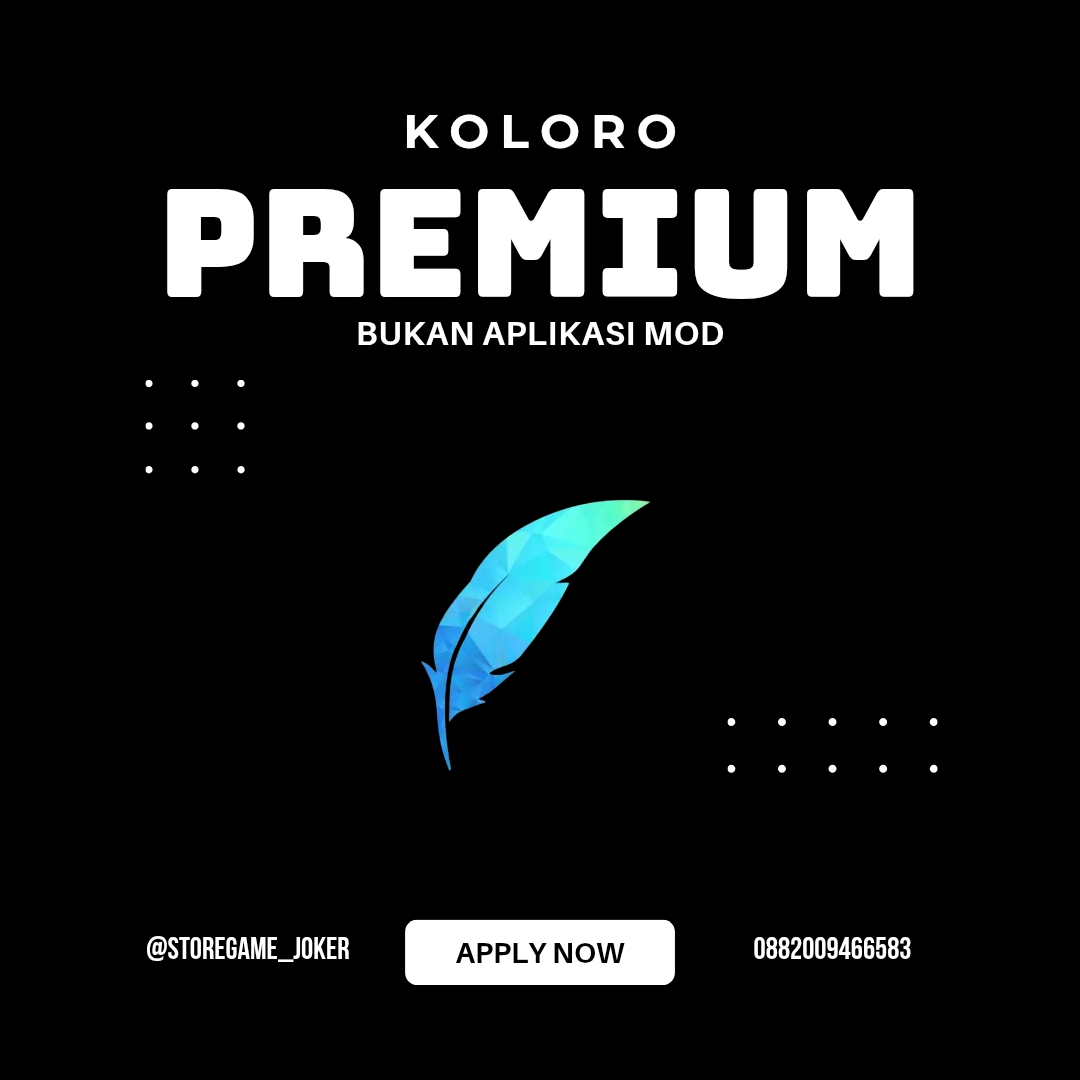 KOLORO
PREMIUM
BUKAN APLIKASI MOD
@STOREGAME_JOKER
APPLY NOW
0882009466583